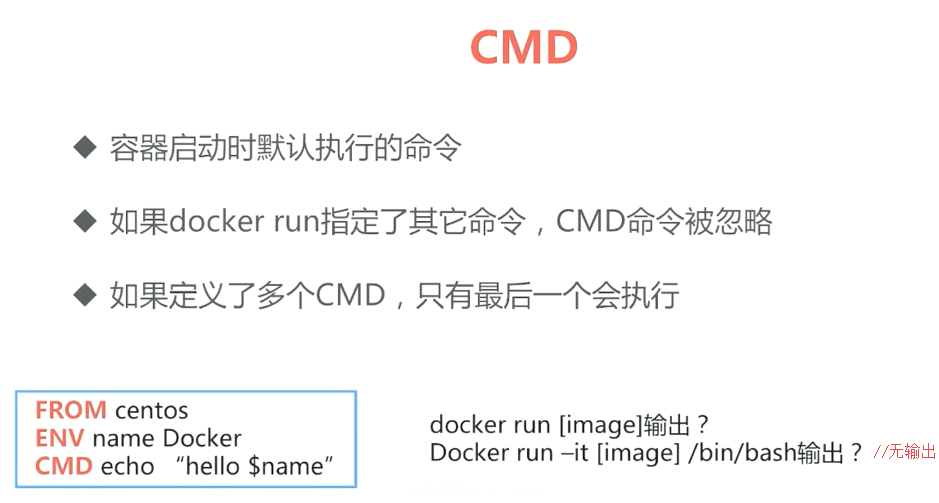 CMD
◆ 容器启动时默认执行的命令
◆ 如果docker run指定了其它命令，CMD命令被忽略
◆ 如果定义了多个CMD，只有最后一个会执行
FROM centos
ENV name Docker
CMD echo “hello $name”
docker run [image]输出？
Docker run –it [image] /bin/bash输出？ //无输出